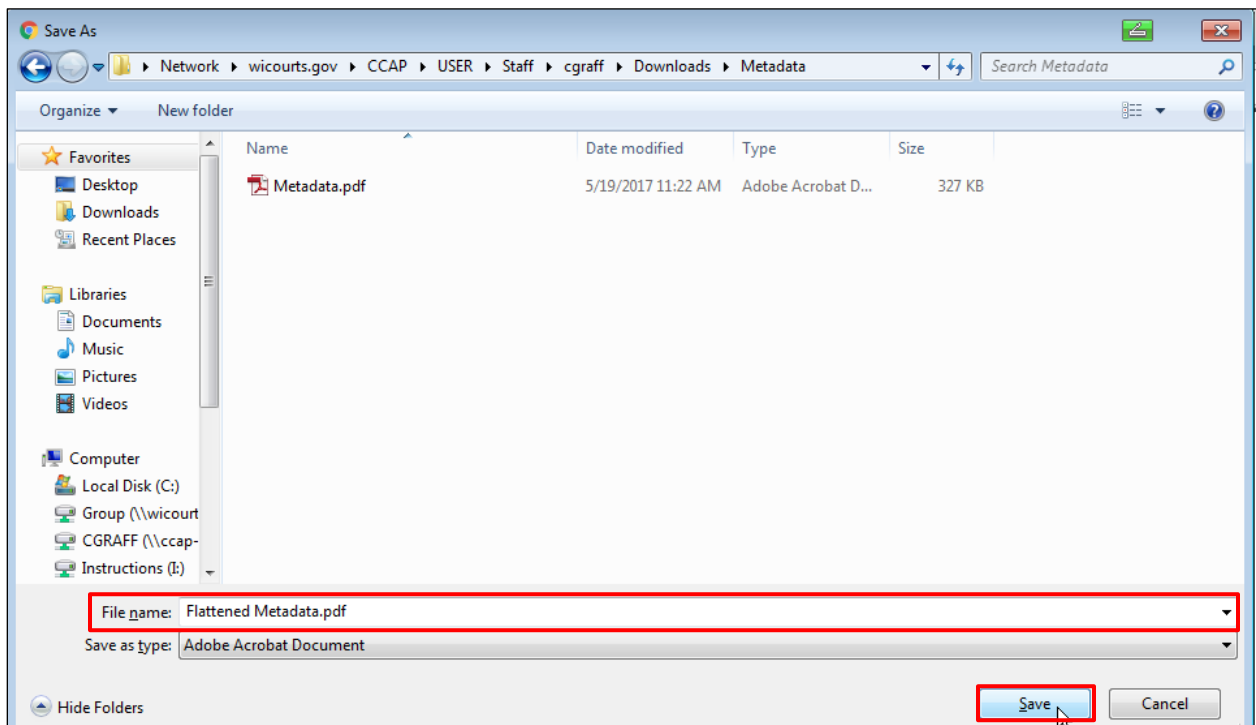 Save As
Network ▸ wicourts.gov ▸ CCAP ▸ USER ▸ Staff ▸ cgraff ▸ Downloads ▸ Metadata
Search Metadata
Organize
New folder
Name Date modified Type Size
Metadata.pdf 5/19/2017 11:22 AM Adobe Acrobat D... 327 KB
Favorites
Desktop
Downloads
Recent Places
Libraries
Documents
Music
Pictures
Videos
Computer
Local Disk (C:)
Group (\\wicourt
CGRAFF (\\ccap-
Instructions (I:)
File name: Flattened Metadata.pdf
Save as type: Adobe Acrobat Document
Hide Folders
Save
Cancel